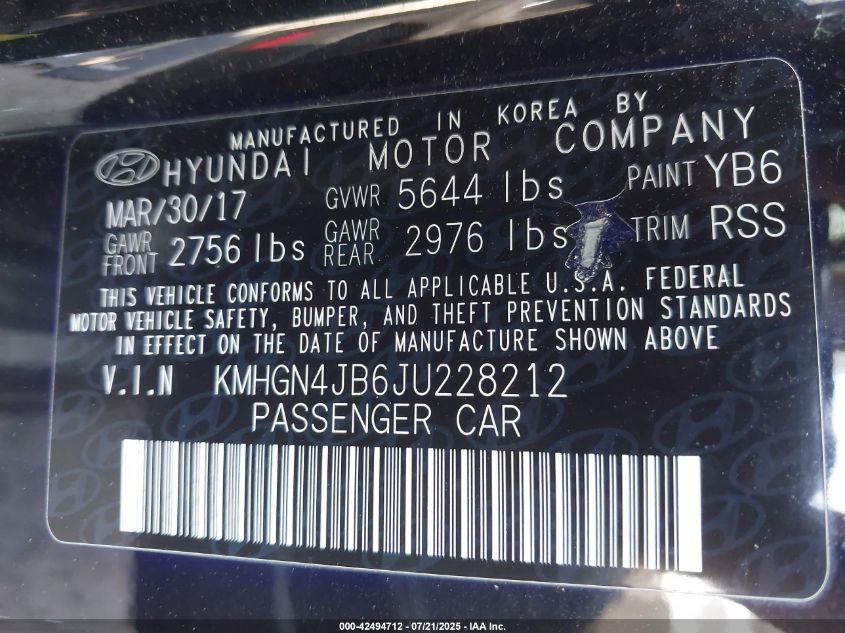 MANUFACTURED IN KOREA BY
HYUNDAI MOTOR COMPANY
MAR/30/17 GVWR 5644 lbs PAINT YB6
GAWR FRONT 2756 lbs GAWR REAR 2976 lbs TRIM RSS
THIS VEHICLE CONFORMS TO ALL APPLICABLE U.S.A. FEDERAL
MOTOR VEHICLE SAFETY, BUMPER, AND THEFT PREVENTION STANDARDS
IN EFFECT ON THE DATE OF MANUFACTURE SHOWN ABOVE
V.I.N KMHGN4JB6JU228212
PASSENGER CAR
000-42494712 - 07/21/2025 - IAA Inc.